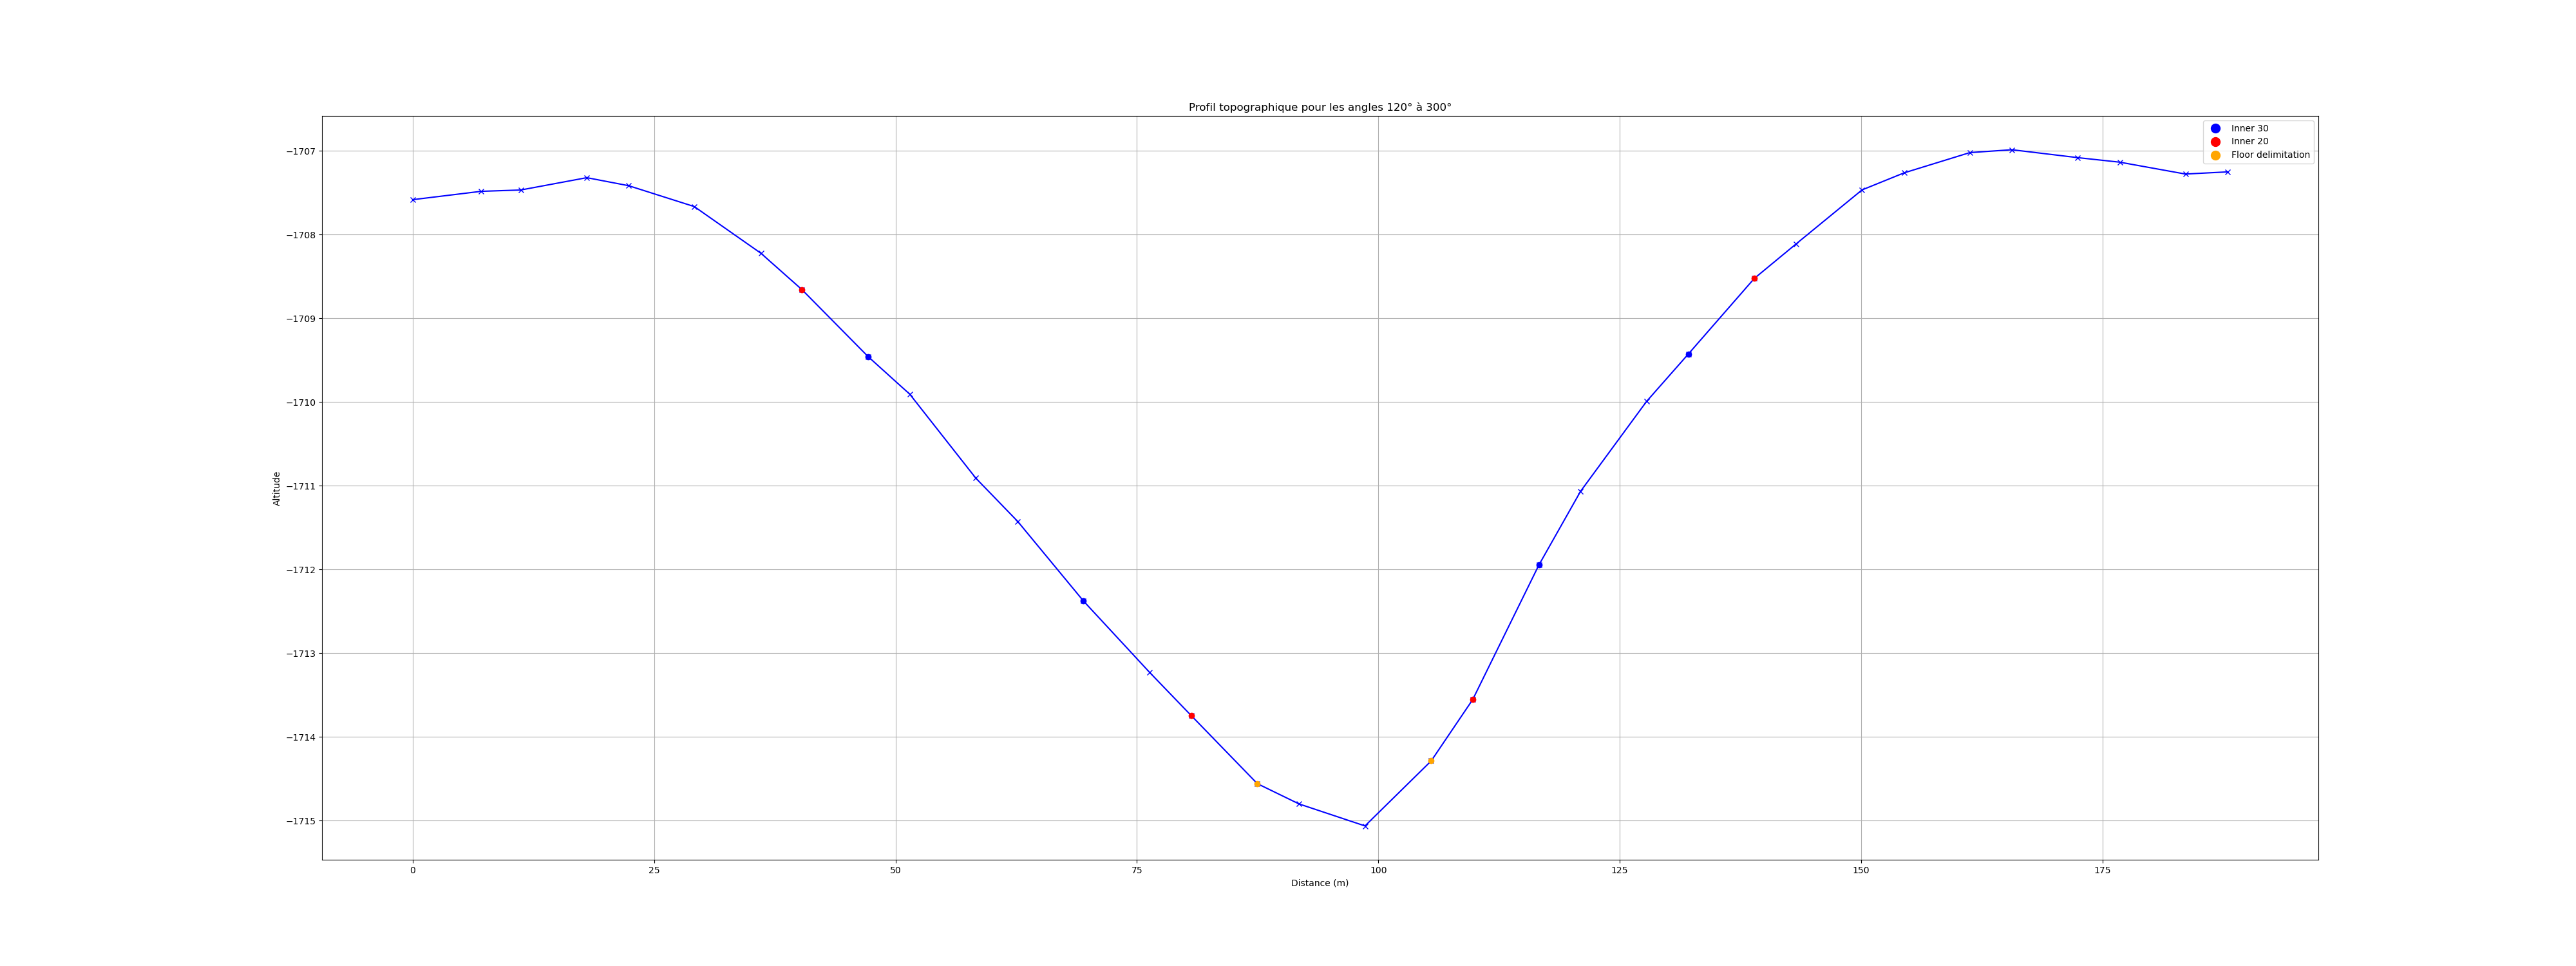 Profil topographique pour les angles 120° à 300°
Inner 30
Inner 20
Floor delimitation
Altitude
−1707
−1708
−1709
−1710
−1711
−1712
−1713
−1714
−1715
0
25
50
75
100
125
150
175
Distance (m)